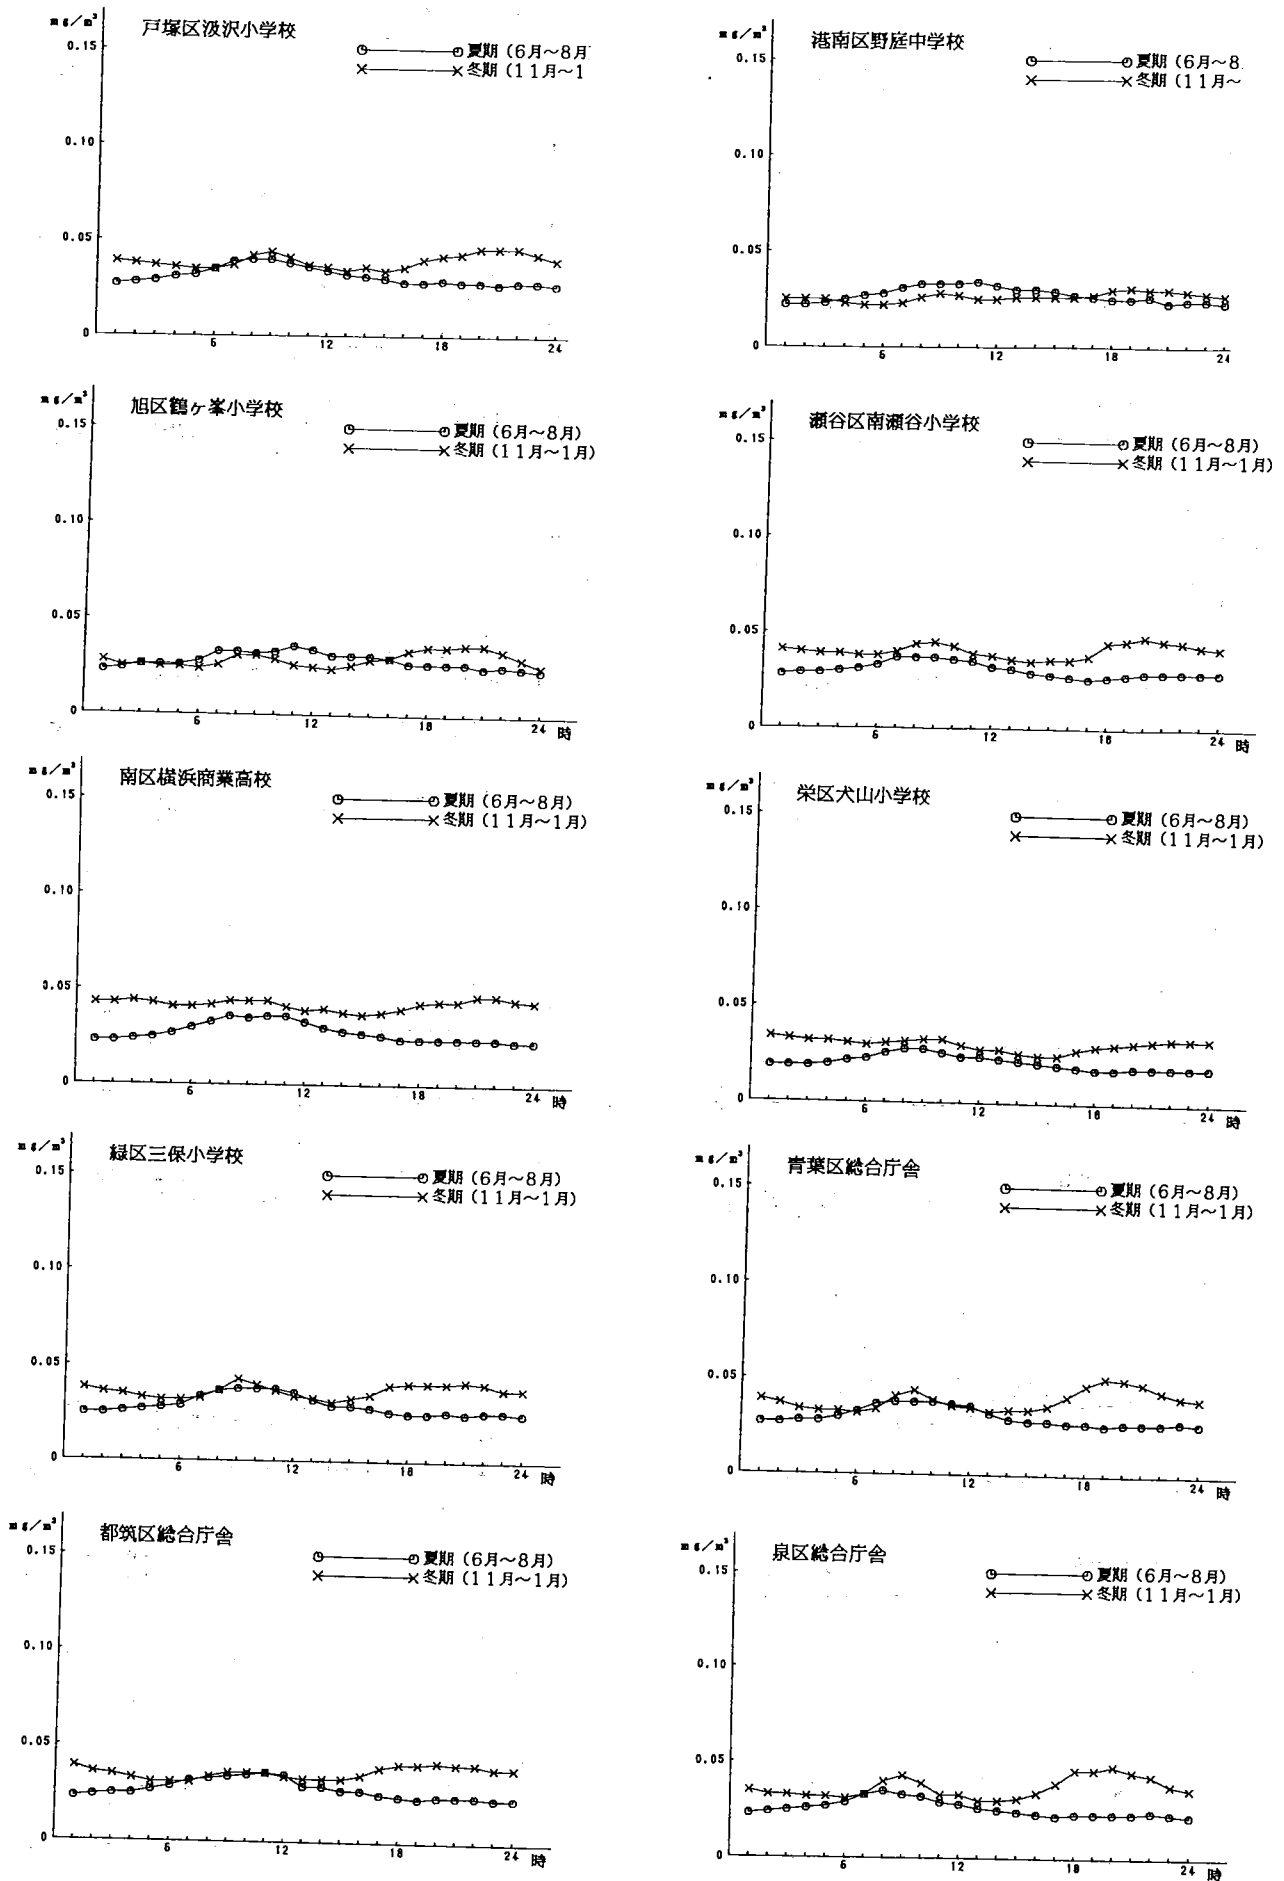 mg/m³
戸塚区汲沢小学校
0.15
夏期(6月~8月
冬期(11月~1
0.10
0.05
0
6
12
18
24
mg/m³
港南区野庭中学校
0.15
夏期(6月~8
冬期(11月~
0.10
0.05
0
6
12
18
24
mg/m³
旭区鶴ヶ峯小学校
0.15
夏期(6月~8月)
冬期(11月~1月)
0.10
0.05
0
6
12
18
24
時
mg/m³
瀬谷区南瀬谷小学校
0.15
夏期(6月~8月)
冬期(11月~1月)
0.10
0.05
0
6
12
18
24
時
mg/m³
南区横浜商業高校
0.15
夏期(6月~8月)
冬期(11月~1月)
0.10
0.05
0
6
12
18
24
時
mg/m³
栄区犬山小学校
0.15
夏期(6月~8月)
冬期(11月~1月)
0.10
0.05
0
6
12
18
24
時
mg/m³
緑区三保小学校
0.15
夏期(6月~8月)
冬期(11月~1月)
0.10
0.05
0
6
12
18
24
時
mg/m³
青葉区総合庁舎
0.15
夏期(6月~8月)
冬期(11月~1月)
0.10
0.05
0
6
12
18
24
時
mg/m³
都筑区総合庁舎
0.15
夏期(6月~8月)
冬期(11月~1月)
0.10
0.05
0
6
12
18
24
時
mg/m³
泉区総合庁舎
0.15
夏期(6月~8月)
冬期(11月~1月)
0.10
0.05
0
6
12
18
24
時